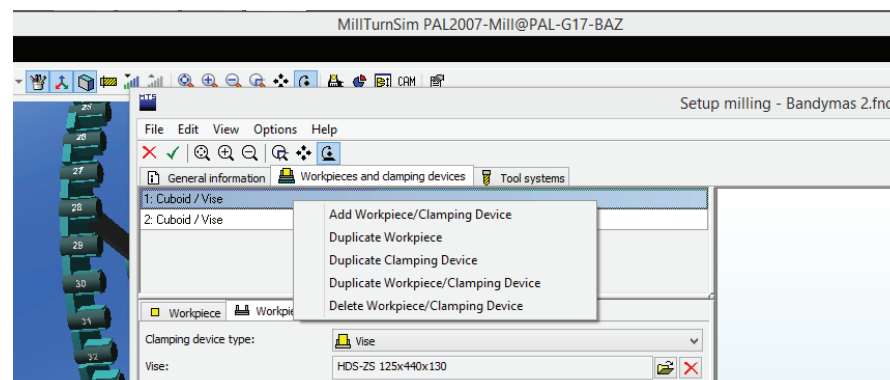 MillTurnSim PAL2007-Mill@PAL-G17-BAZ
CAM
MTS
Setup milling - Bandymas 2.fnc
File Edit View Options Help
General information Workpieces and clamping devices Tool systems
1: Cuboid / Vise
2: Cuboid / Vise
Add Workpiece/Clamping Device
Duplicate Workpiece
Duplicate Clamping Device
Duplicate Workpiece/Clamping Device
Delete Workpiece/Clamping Device
Workpiece Workpie
Clamping device type: Vise
Vise: HDS-ZS 125x440x130
25
26
27
28
29
30
31
32